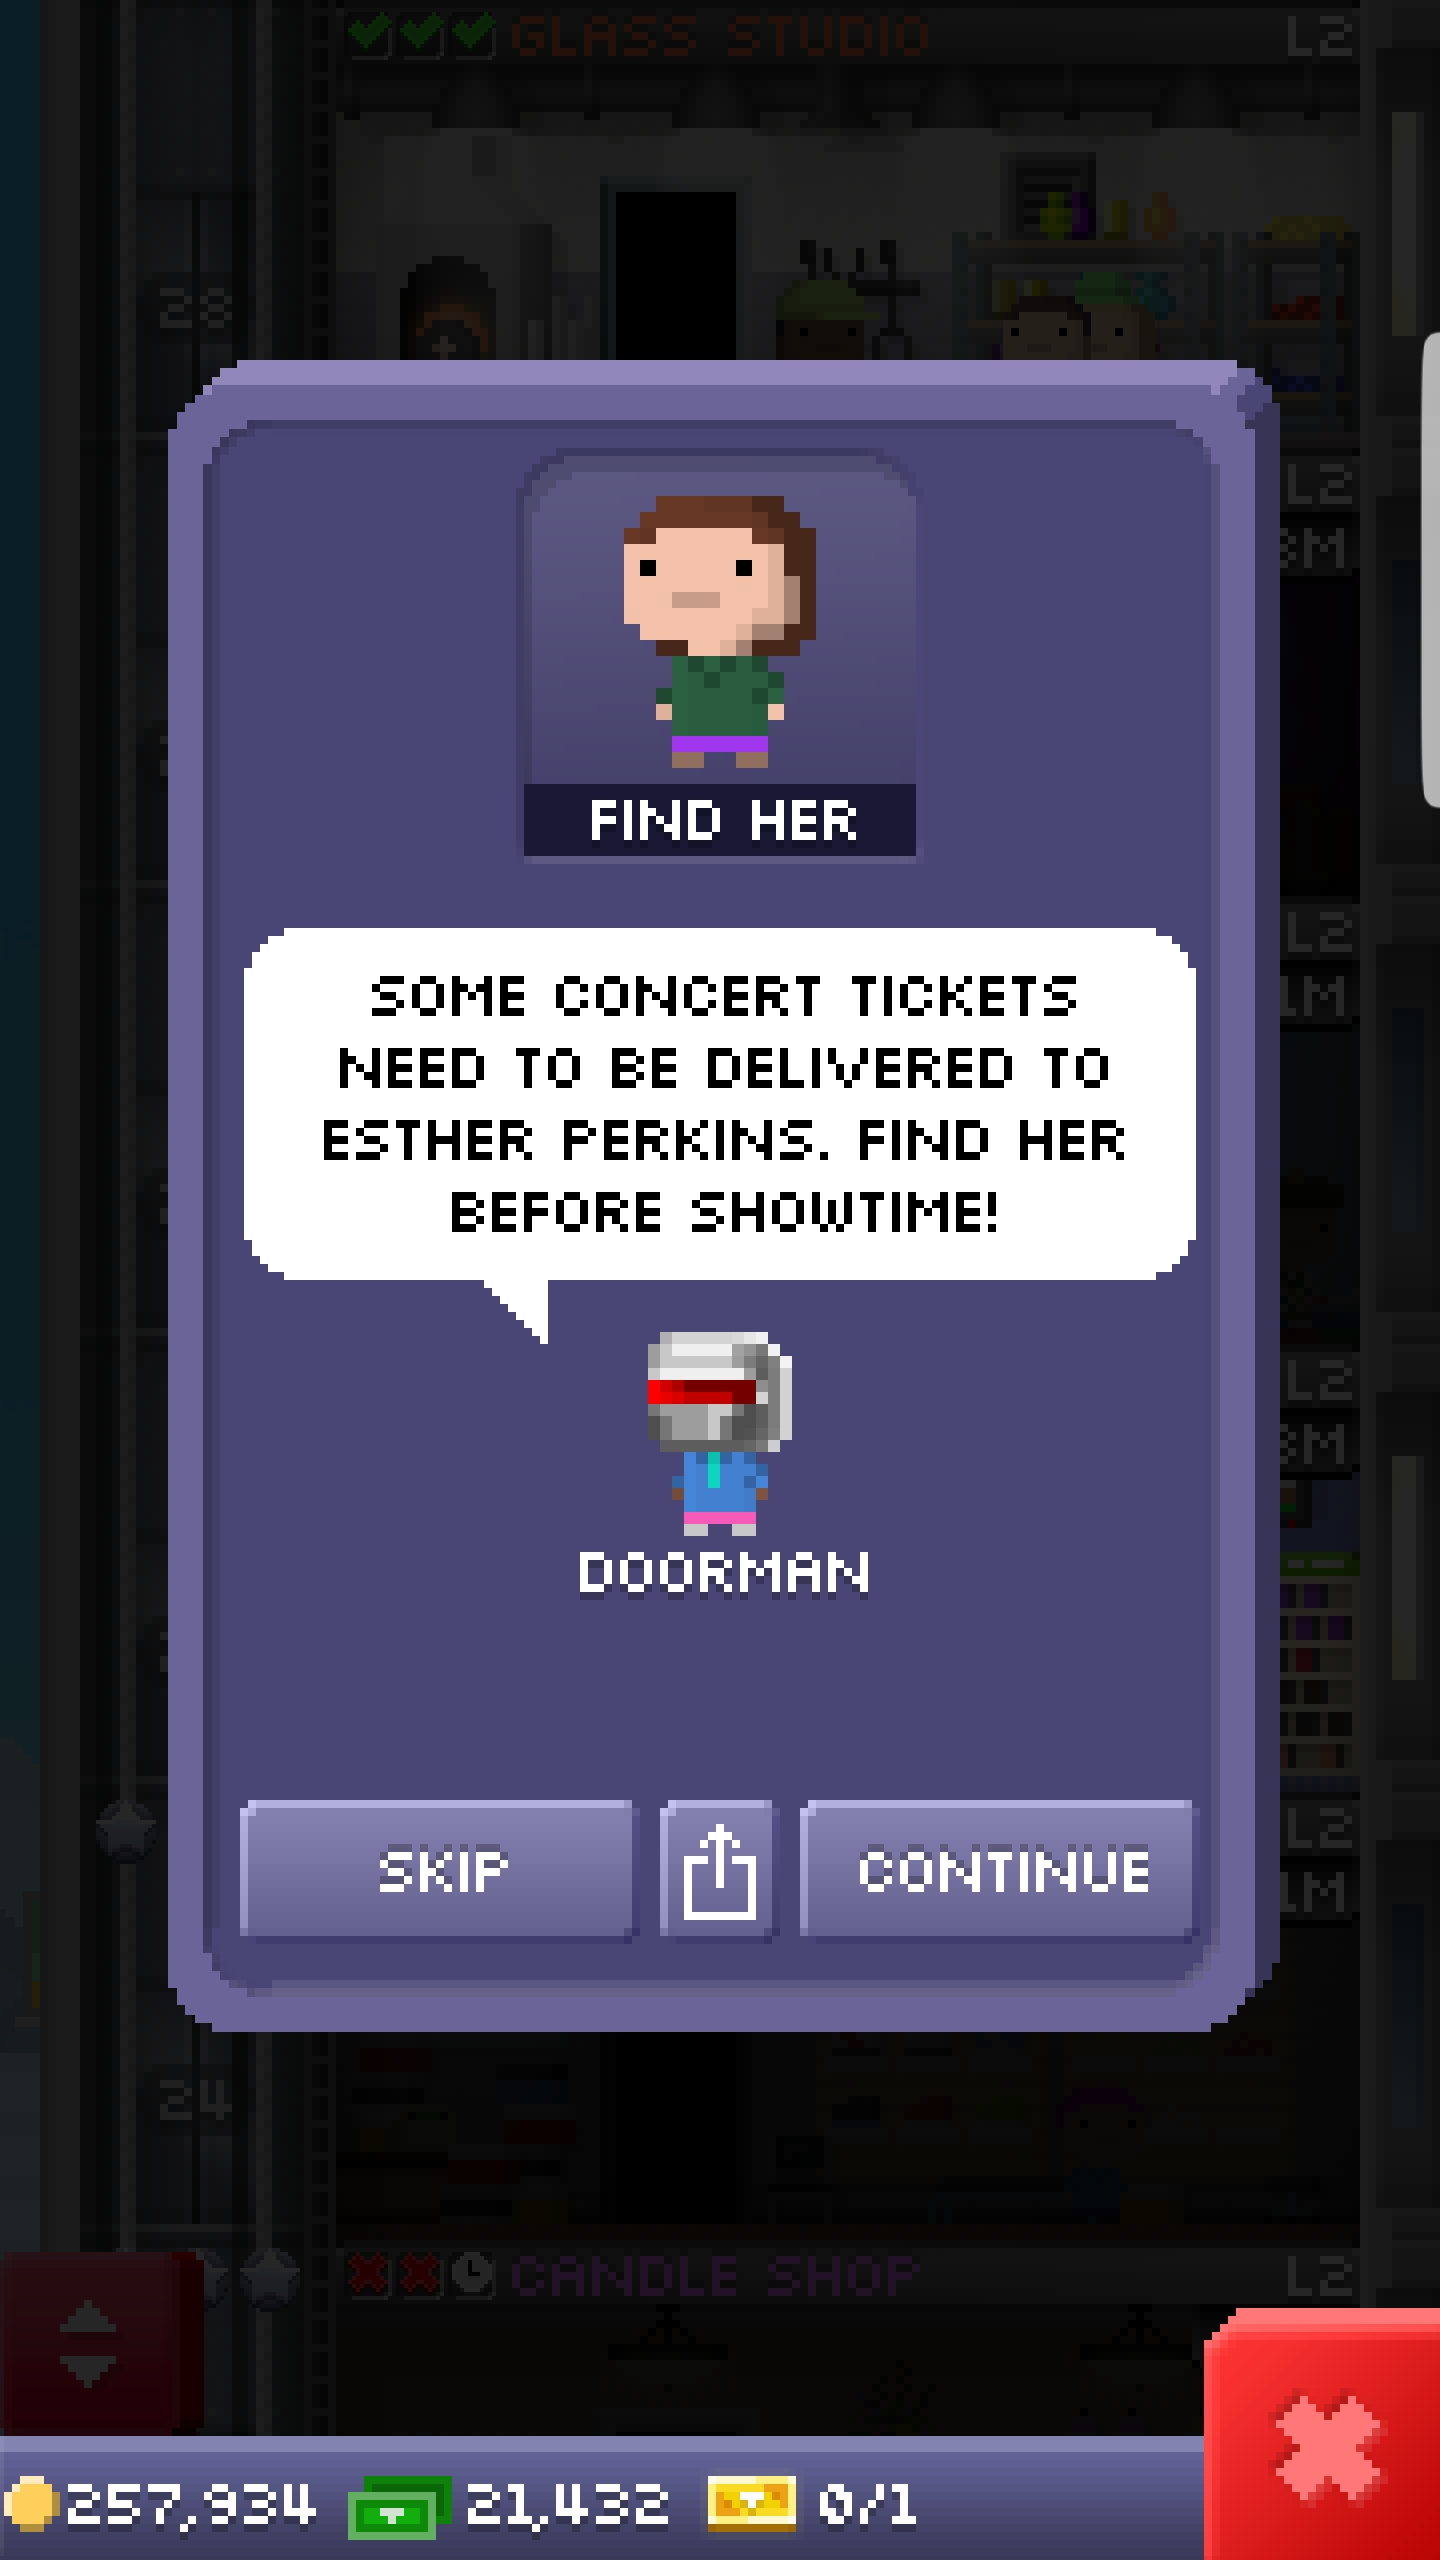 GLASS STUDIO L2
28
L2
3M
FIND HER
L2
1M
SOME CONCERT TICKETS
NEED TO BE DELIVERED TO
ESTHER PERKINS. FIND HER
BEFORE SHOWTIME!
L2
3M
DOORMAN
L2
1M
SKIP
CONTINUE
24
CANDLE SHOP L2
257,934 21,432 0/1